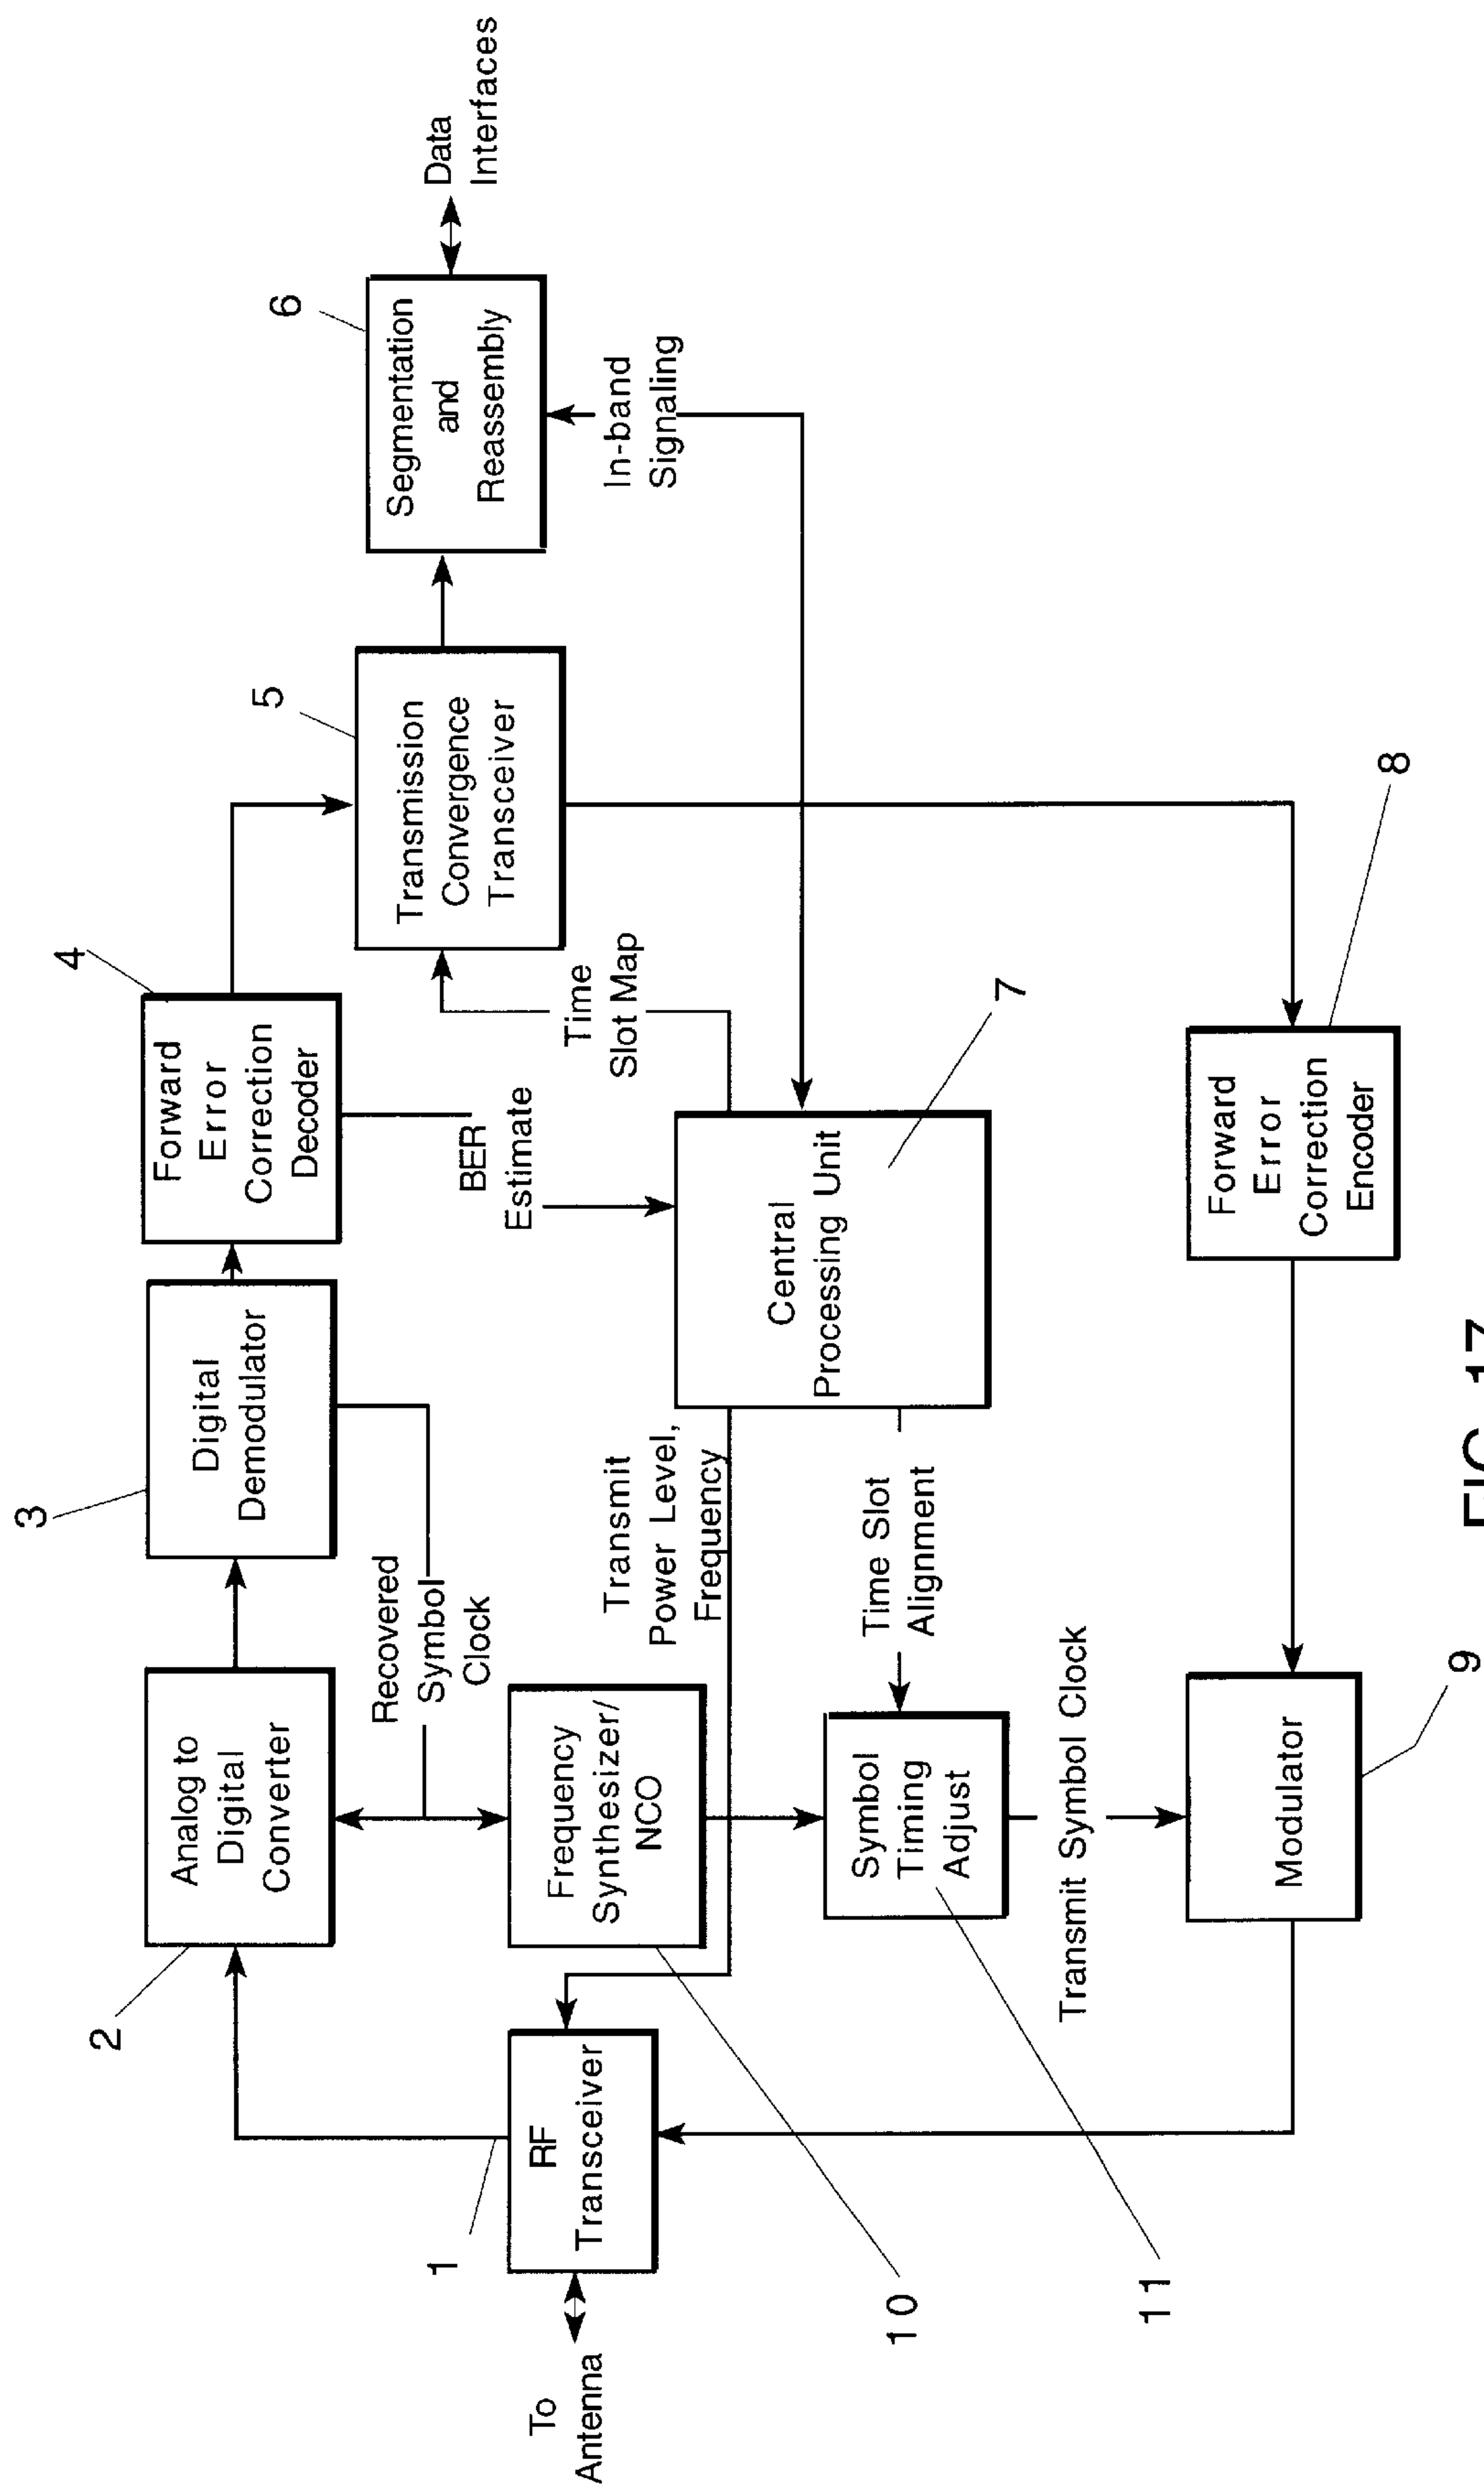 3
4
2
Analog to
Digital
Converter
Digital
Demodulator
Forward
Error
Correction
Decoder
5
6
Recovered
Symbol
Clock
BER
Estimate
Transmission
Convergence
Transceiver
Segmentation
and
Reassembly
Data
Interfaces
1
To
Antenna
RF
Transceiver
Frequency
Synthesizer/
NCO
Transmit
Power Level,
Frequency
Time
Slot Map
In-band
Signaling
Central
Processing Unit
7
10
Symbol
Timing
Adjust
Time Slot
Alignment
11
Transmit Symbol Clock
Modulator
Forward
Error
Correction
Encoder
8
9
FIG. 17